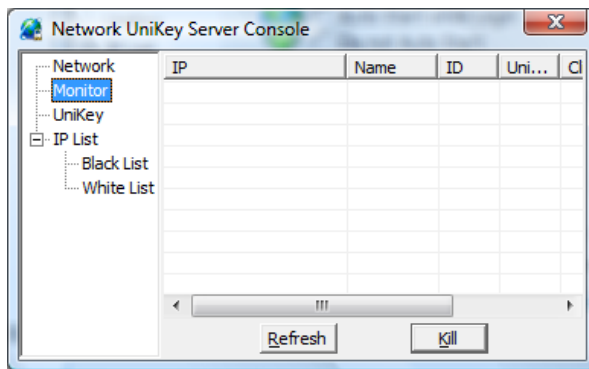 Network UniKey Server Console
Network
Monitor
UniKey
IP List
Black List
White List
IP Name ID Uni... Cl
Refresh Kill